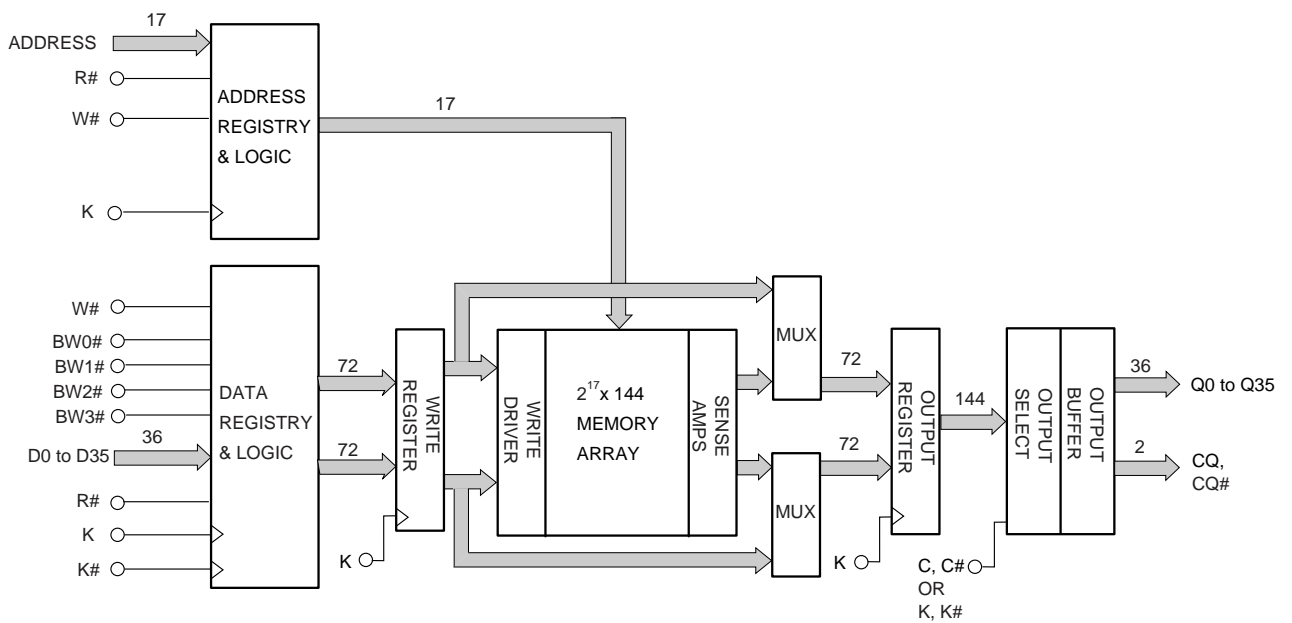 17
ADDRESS
R#
W#
K
ADDRESS
REGISTRY
& LOGIC
17
W#
BW0#
BW1#
BW2#
BW3#
36
D0 to D35
R#
K
K#
DATA
REGISTRY
& LOGIC
72
72
WRITE
REGISTER
K
WRITE
DRIVER
2¹⁷x 144
MEMORY
ARRAY
SENSE
AMPS
MUX
MUX
72
72
OUTPUT
REGISTER
K
144
OUTPUT
SELECT
OUTPUT
BUFFER
C, C#
OR
K, K#
36
Q0 to Q35
2
CQ,
CQ#